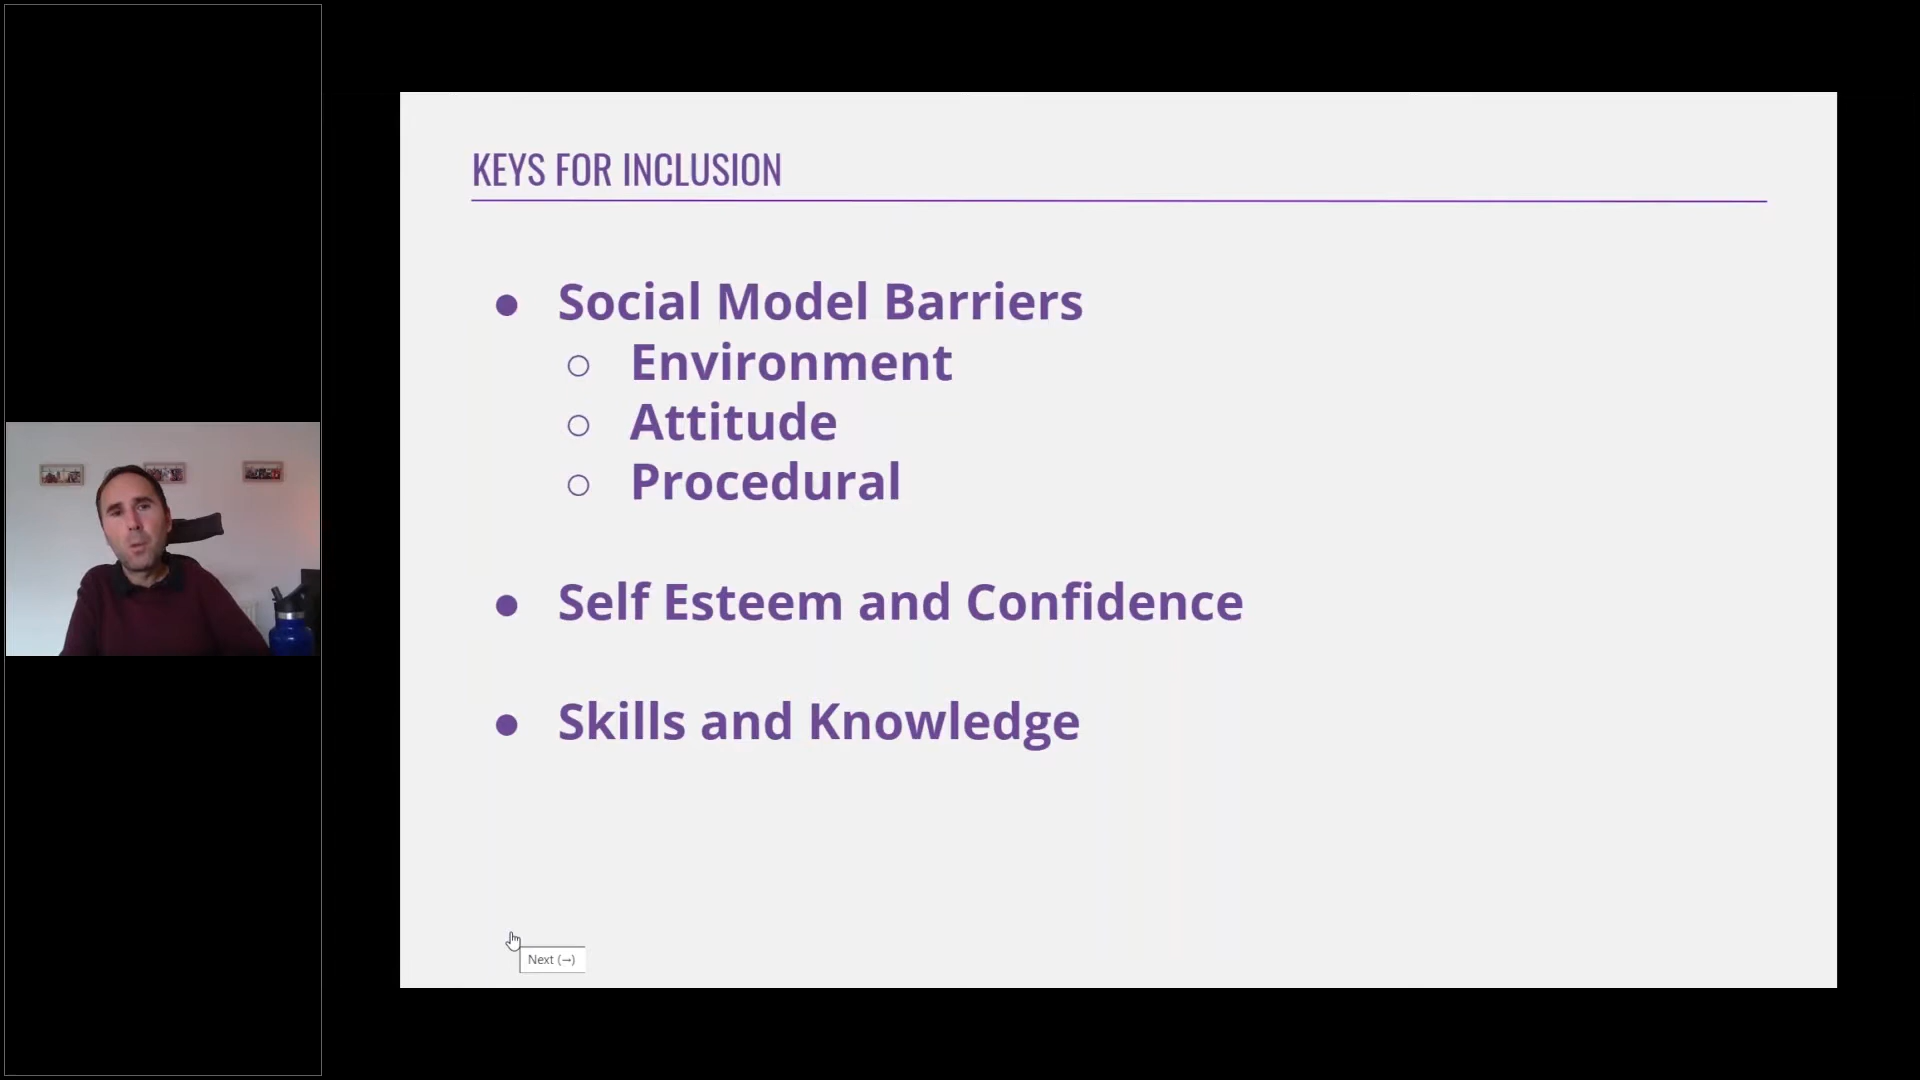 KEYS FOR INCLUSION
● Social Model Barriers
○ Environment
○ Attitude
○ Procedural
● Self Esteem and Confidence
● Skills and Knowledge
Next (→)